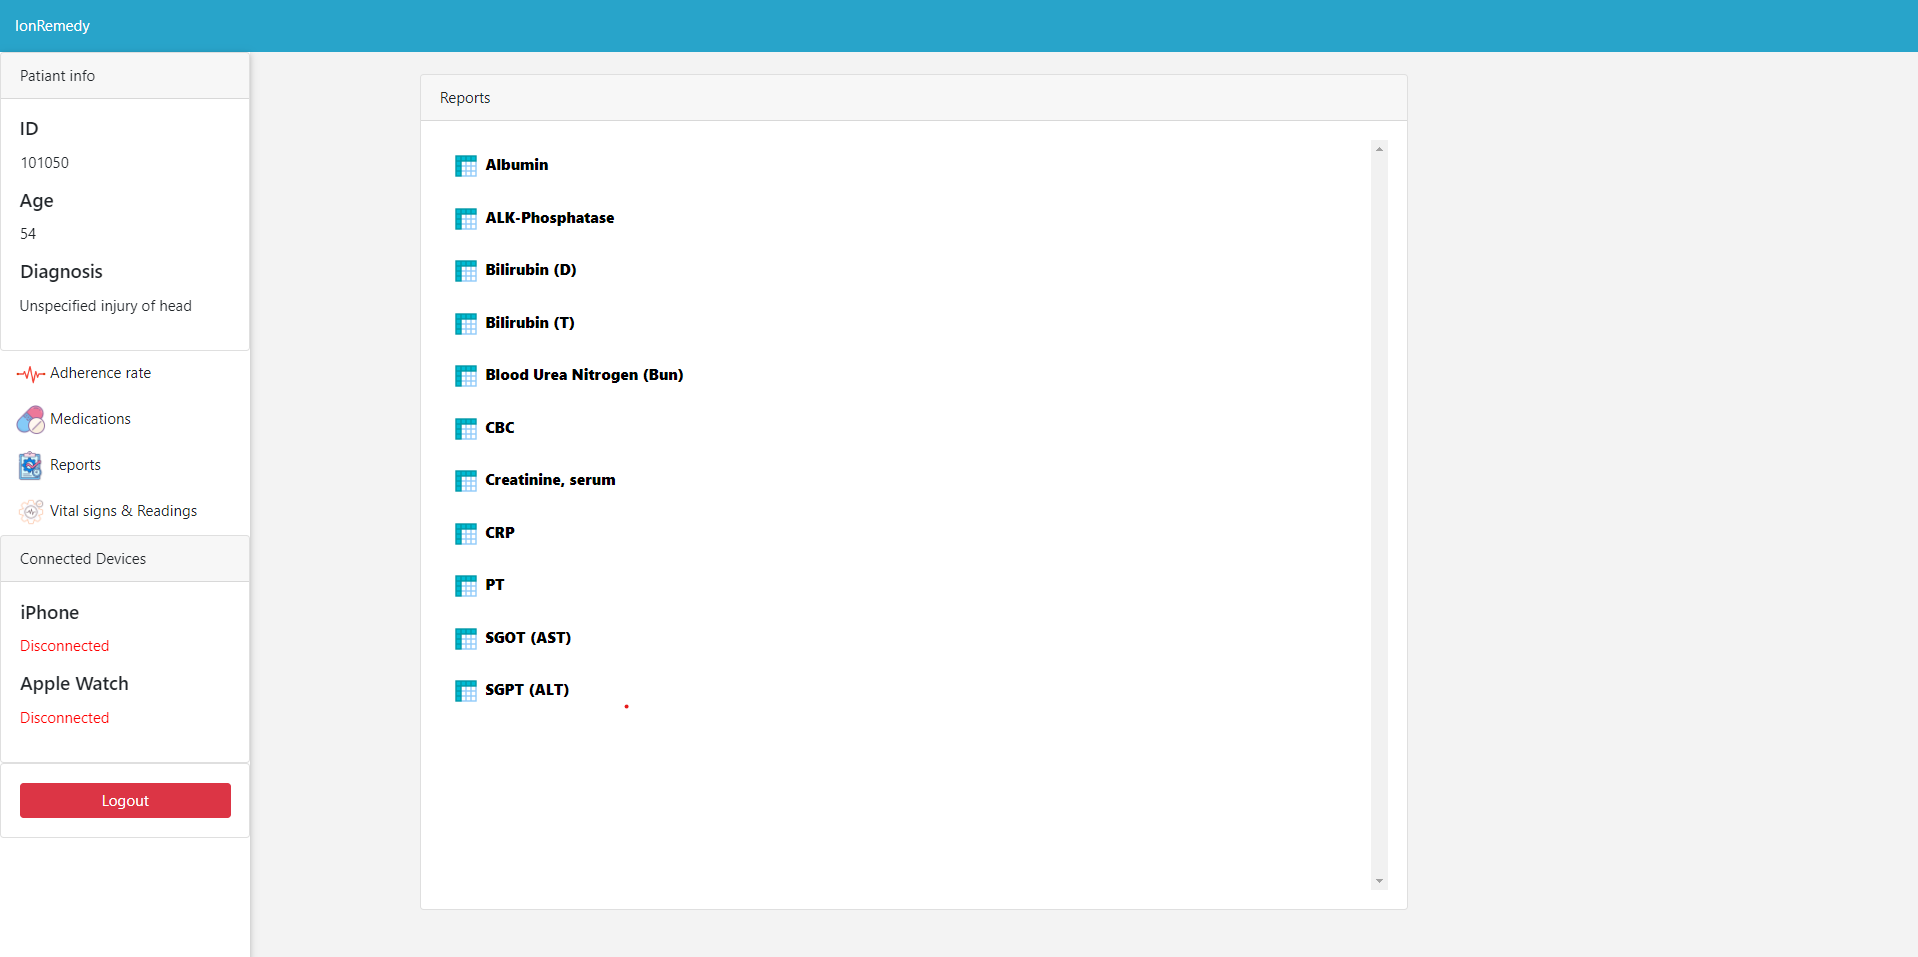 IonRemedy
Patiant info
ID
101050
Age
54
Diagnosis
Unspecified injury of head
Adherence rate
Medications
Reports
Vital signs & Readings
Connected Devices
iPhone
Disconnected
Apple Watch
Disconnected
Logout
Reports
Albumin
ALK-Phosphatase
Bilirubin (D)
Bilirubin (T)
Blood Urea Nitrogen (Bun)
CBC
Creatinine, serum
CRP
PT
SGOT (AST)
SGPT (ALT)